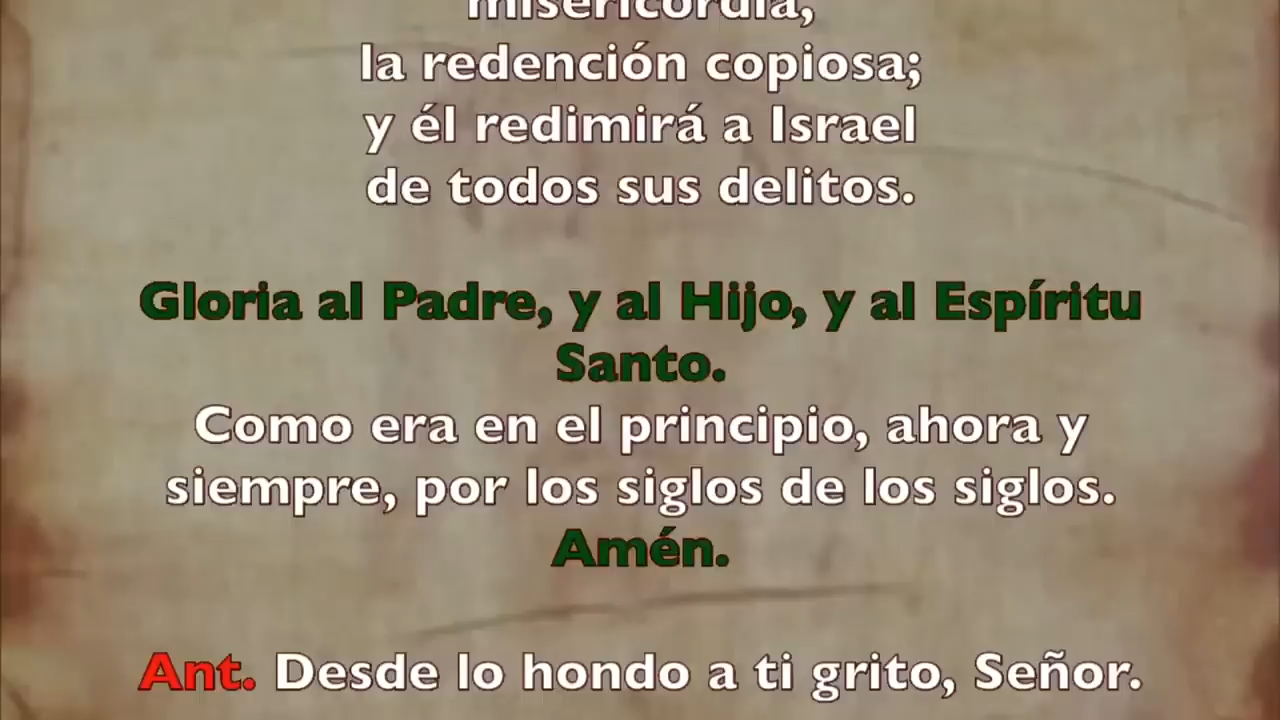 misericordia,
la redención copiosa;
y él redimirá a Israel
de todos sus delitos.
Gloria al Padre, y al Hijo, y al Espíritu
Santo.
Como era en el principio, ahora y
siempre, por los siglos de los siglos.
Amén.
Ant. Desde lo hondo a ti grito, Señor.